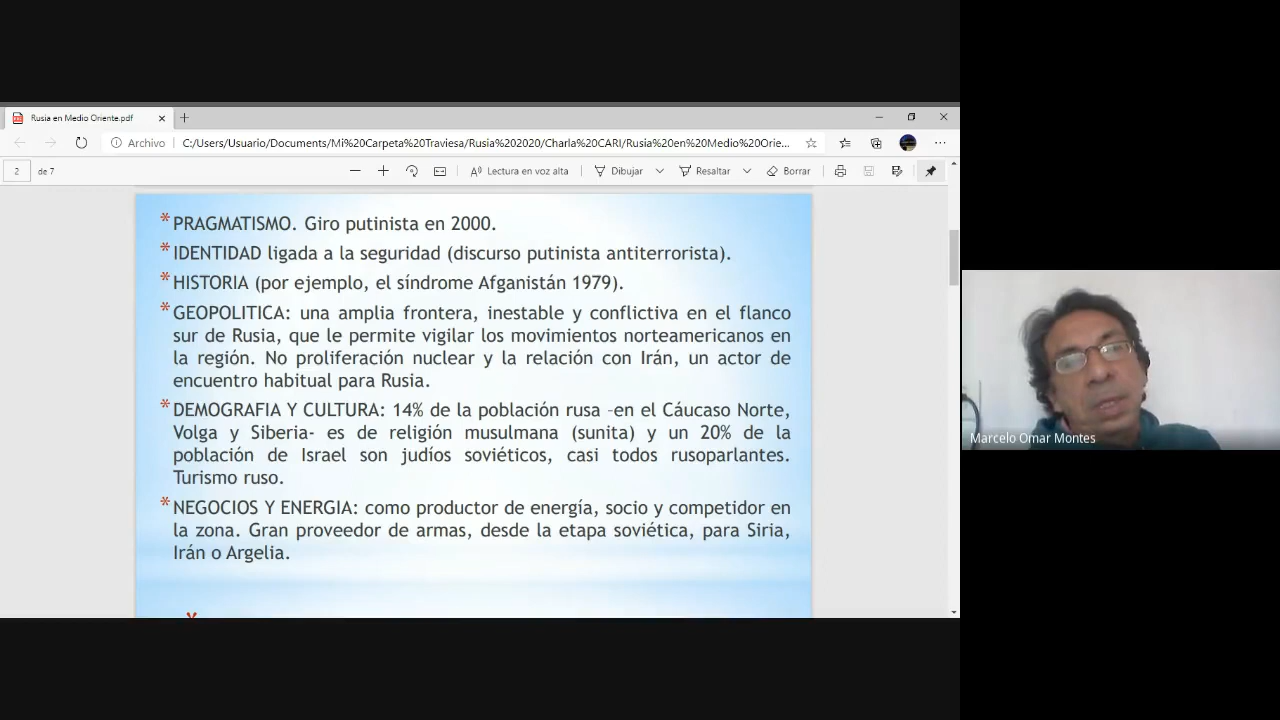 Rusia en Medio Oriente.pdf
Archivo
C:/Users/Usuario/Documents/Mi%20Carpeta%20Traviesa/Rusia%202020/Charla%20CARI/Rusia%20en%20Medio%20Orie...
2 de 7
Lectura en voz alta
Dibujar
Resaltar
Borrar
* PRAGMATISMO. Giro putinista en 2000.
* IDENTIDAD ligada a la seguridad (discurso putinista antiterrorista).
* HISTORIA (por ejemplo, el síndrome Afganistán 1979).
* GEOPOLITICA: una amplia frontera, inestable y conflictiva en el flanco
sur de Rusia, que le permite vigilar los movimientos norteamericanos en
la región. No proliferación nuclear y la relación con Irán, un actor de
encuentro habitual para Rusia.
* DEMOGRAFIA Y CULTURA: 14% de la población rusa –en el Cáucaso Norte,
Volga y Siberia- es de religión musulmana (sunita) y un 20% de la
población de Israel son judíos soviéticos, casi todos rusoparlantes.
Turismo ruso.
* NEGOCIOS Y ENERGIA: como productor de energía, socio y competidor en
la zona. Gran proveedor de armas, desde la etapa soviética, para Siria,
Irán o Argelia.
Marcelo Omar Montes